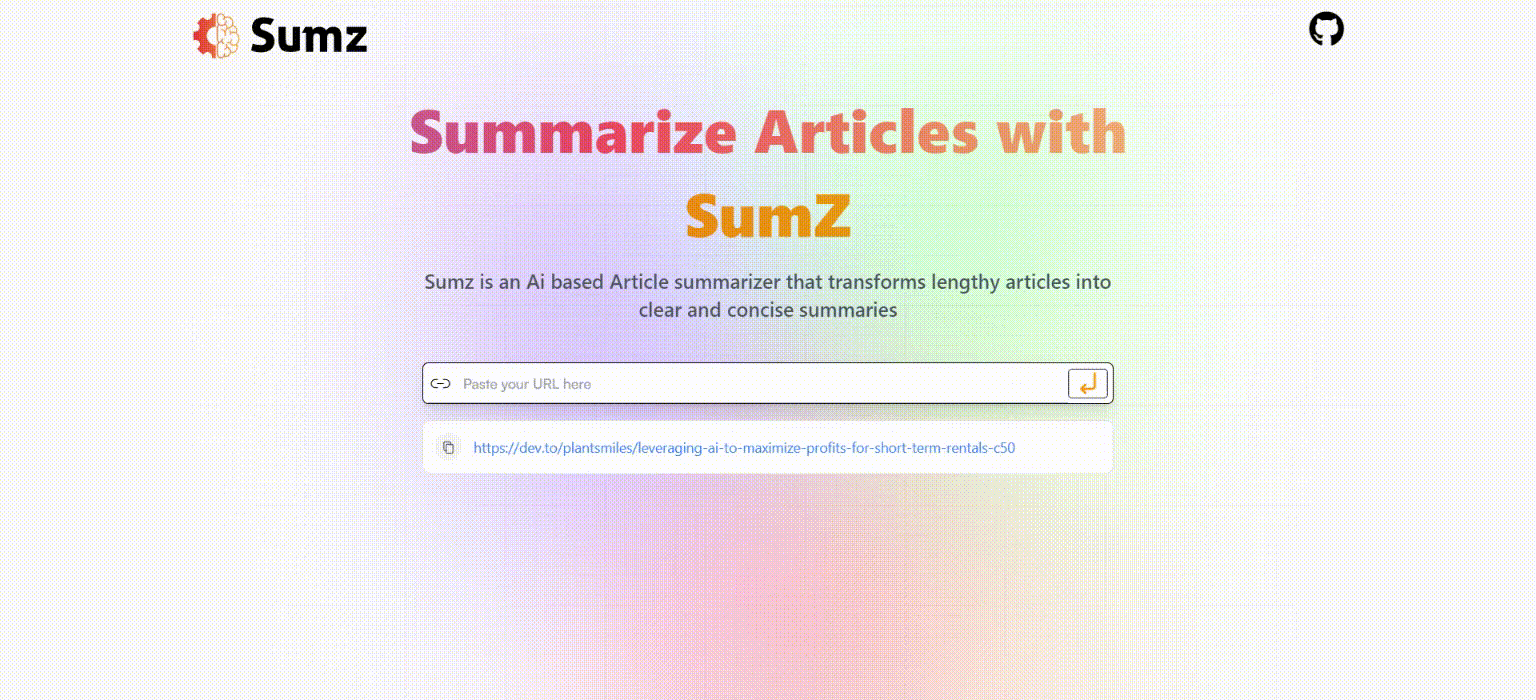 Sumz
Summarize Articles with
SumZ
Sumz is an Ai based Article summarizer that transforms lengthy articles into
clear and concise summaries
Paste your URL here
https://dev.to/plantsmiles/leveraging-ai-to-maximize-profits-for-short-term-rentals-c50